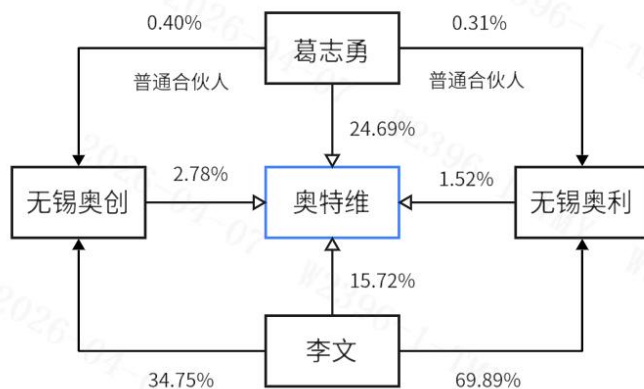 0.40%
葛志勇
0.31%
普通合伙人
普通合伙人
24.69%
无锡奥创
2.78%
奥特维
1.52%
无锡奥利
15.72%
李文
34.75%
69.89%